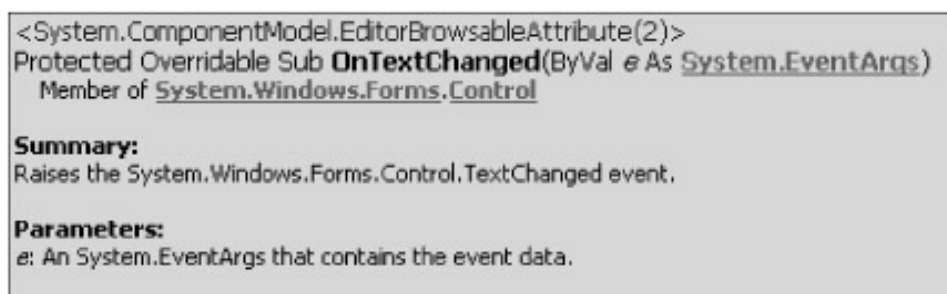 <System.ComponentModel.EditorBrowsableAttribute(2)>
Protected Overridable Sub OnTextChanged(ByVal e As System.EventArgs)
Member of System.Windows.Forms.Control
Summary:
Raises the System.Windows.Forms.Control.TextChanged event.
Parameters:
e: An System.EventArgs that contains the event data.